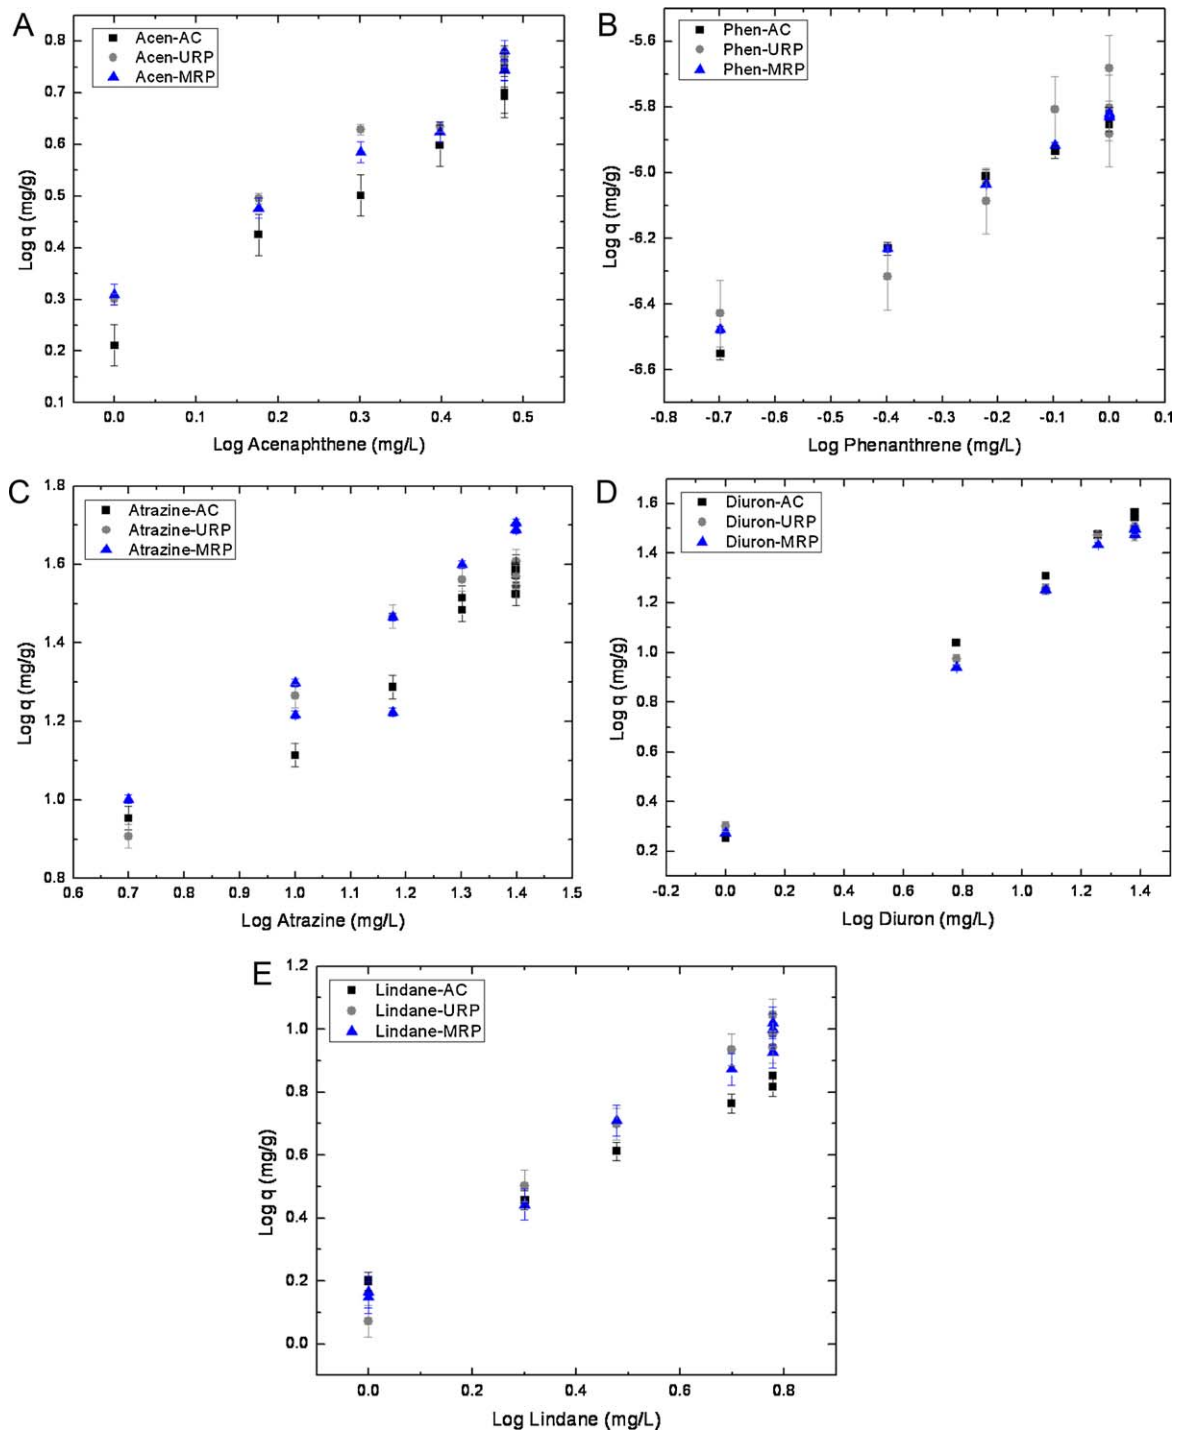 A
Acen-AC
Acen-URP
Acen-MRP
0.8
0.7
0.6
0.5
0.4
0.3
0.2
0.1
Log q (mg/g)
0.0 0.1 0.2 0.3 0.4 0.5
Log Acenaphthene (mg/L)
B
Phen-AC
Phen-URP
Phen-MRP
-5.6
-5.8
-6.0
-6.2
-6.4
-6.6
Log q (mg/g)
-0.8 -0.7 -0.6 -0.5 -0.4 -0.3 -0.2 -0.1 0.0 0.1
Log Phenanthrene (mg/L)
C
Atrazine-AC
Atrazine-URP
Atrazine-MRP
1.8
1.6
1.4
1.2
1.0
0.8
Log q (mg/g)
0.6 0.7 0.8 0.9 1.0 1.1 1.2 1.3 1.4 1.5
Log Atrazine (mg/L)
D
Diuron-AC
Diuron-URP
Diuron-MRP
1.6
1.4
1.2
1.0
0.8
0.6
0.4
0.2
Log q (mg/g)
-0.2 0.0 0.2 0.4 0.6 0.8 1.0 1.2 1.4
Log Diuron (mg/L)
E
Lindane-AC
Lindane-URP
Lindane-MRP
1.2
1.0
0.8
0.6
0.4
0.2
0.0
Log q (mg/g)
0.0 0.2 0.4 0.6 0.8
Log Lindane (mg/L)